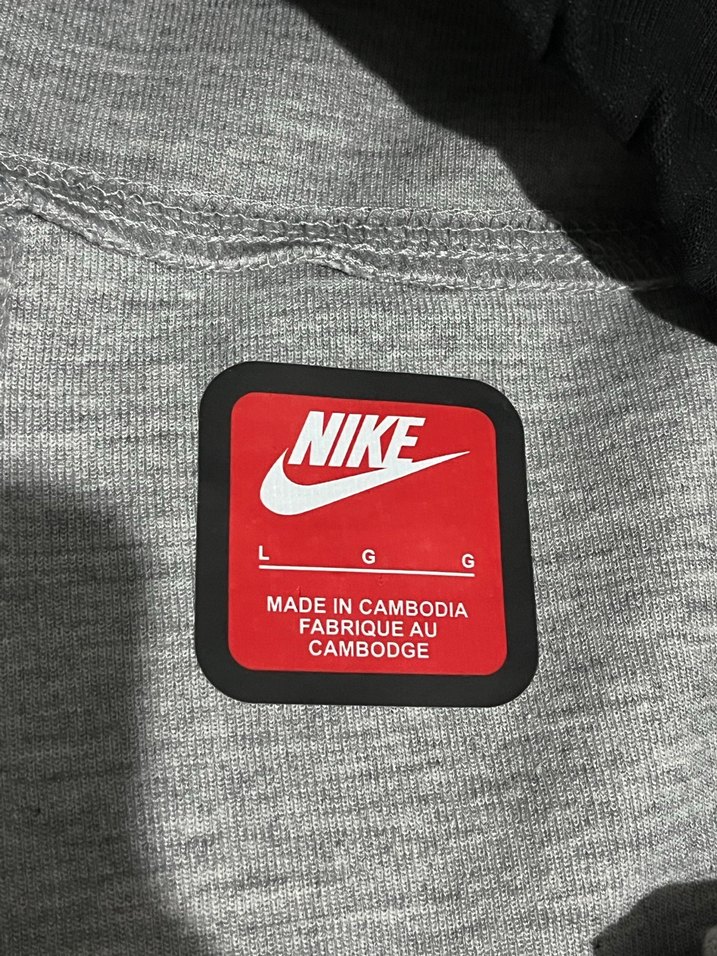 NIKE
L G G
MADE IN CAMBODIA
FABRIQUE AU
CAMBODGE